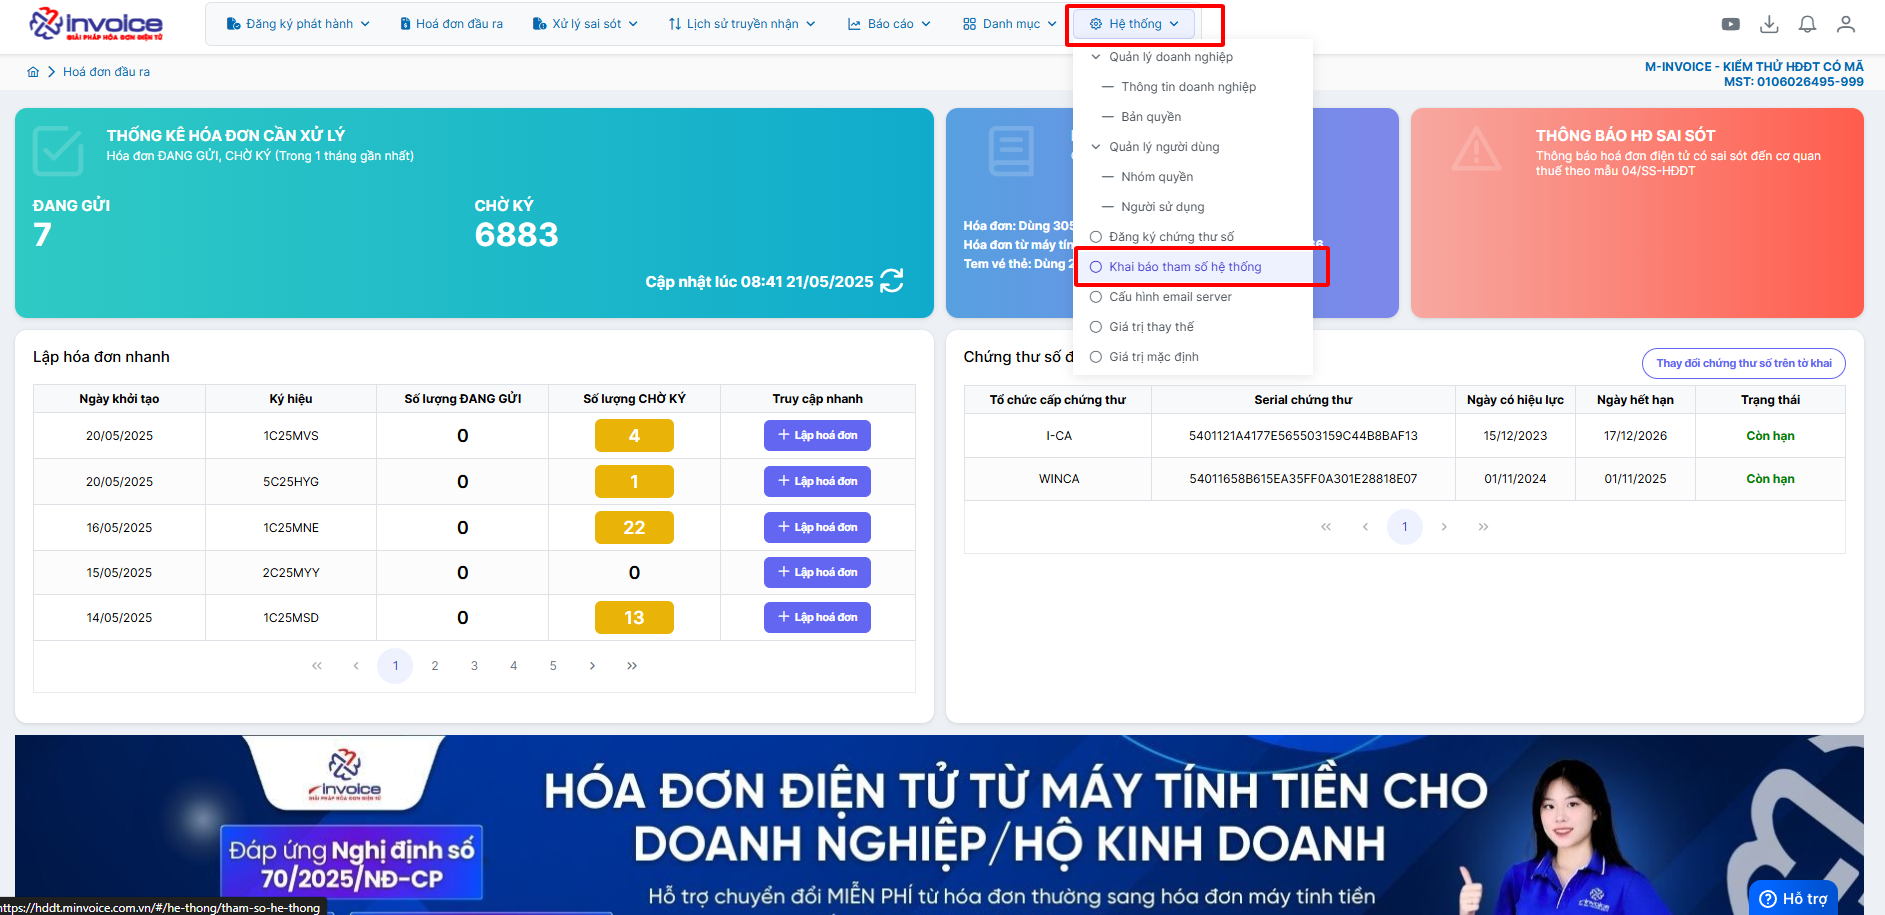 invoice
GIẢI PHÁP HÓA ĐƠN ĐIỆN TỬ
Đăng ký phát hành
Hoá đơn đầu ra
Xử lý sai sót
Lịch sử truyền nhận
Báo cáo
Danh mục
Hệ thống
Hoá đơn đầu ra
M-INVOICE - KIỂM THỬ HĐĐT CÓ MÃ
MST: 0106026495-999
Quản lý doanh nghiệp
Thông tin doanh nghiệp
Bản quyền
Quản lý người dùng
Nhóm quyền
Người sử dụng
Đăng ký chứng thư số
Khai báo tham số hệ thống
Cấu hình email server
Giá trị thay thế
Giá trị mặc định
THỐNG KÊ HÓA ĐƠN CẦN XỬ LÝ
Hóa đơn ĐANG GỬI, CHỜ KÝ (Trong 1 tháng gần nhất)
ĐANG GỬI
7
CHỜ KÝ
6883
Cập nhật lúc 08:41 21/05/2025
Hóa đơn: Dùng 305
Hóa đơn từ máy tín
Tem vé thẻ: Dùng 2
THÔNG BÁO HĐ SAI SÓT
Thông báo hoá đơn điện tử có sai sót đến cơ quan
thuế theo mẫu 04/SS-HĐĐT
Lập hóa đơn nhanh
Ngày khởi tạo
Ký hiệu
Số lượng ĐANG GỬI
Số lượng CHỜ KÝ
Truy cập nhanh
20/05/2025
1C25MVS
0
4
Lập hoá đơn
20/05/2025
5C25HYG
0
1
Lập hoá đơn
16/05/2025
1C25MNE
0
22
Lập hoá đơn
15/05/2025
2C25MYY
0
0
Lập hoá đơn
14/05/2025
1C25MSD
0
13
Lập hoá đơn
1
2
3
4
5
Chứng thư số đ
Thay đổi chứng thư số trên tờ khai
Tổ chức cấp chứng thư
Serial chứng thư
Ngày có hiệu lực
Ngày hết hạn
Trạng thái
I-CA
5401121A4177E565503159C44B8BAF13
15/12/2023
17/12/2026
Còn hạn
WINCA
54011658B615EA35FF0A301E28818E07
01/11/2024
01/11/2025
Còn hạn
1
invoice
GIẢI PHÁP HÓA ĐƠN ĐIỆN TỬ
Đáp ứng Nghị định số
70/2025/NĐ-CP
HÓA ĐƠN ĐIỆN TỬ TỪ MÁY TÍNH TIỀN CHO
DOANH NGHIỆP/HỘ KINH DOANH
Hỗ trợ chuyển đổi MIỄN PHÍ từ hóa đơn thường sang hóa đơn máy tính tiền
Hỗ trợ
https://hddt.minvoice.com.vn/#/he-thong/tham-so-he-thong